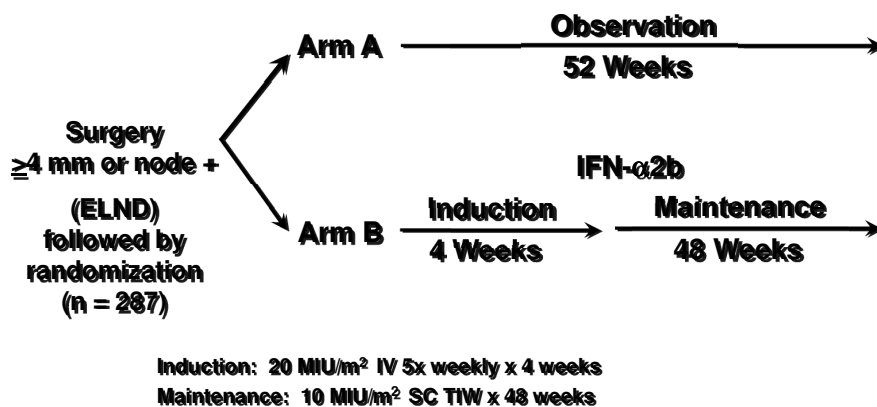 Observation
Arm A
52 Weeks
Surgery
≥4 mm or node +
(ELND)
followed by
randomization
(n = 287)
IFN-α2b
Arm B
Induction
4 Weeks
Maintenance
48 Weeks
Induction: 20 MIU/m² IV 5x weekly x 4 weeks
Maintenance: 10 MIU/m² SC TIW x 48 weeks